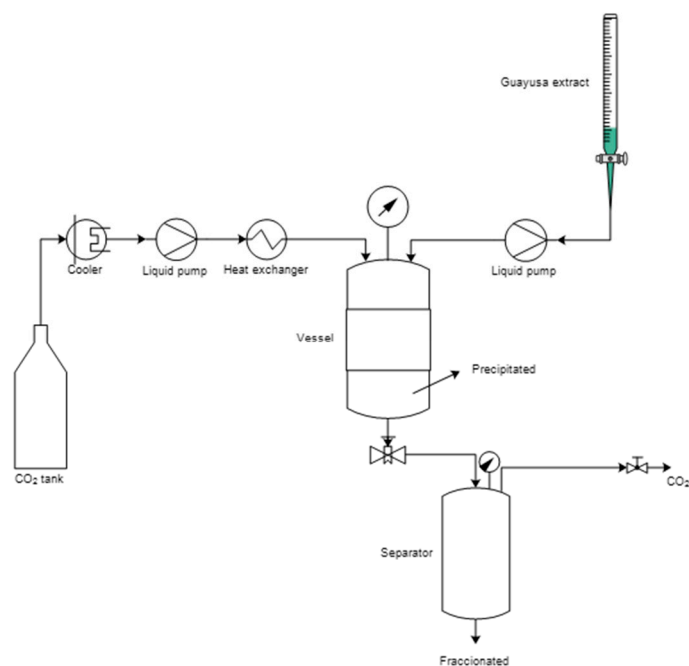 Guayusa extract
Cooler
Liquid pump
Heat exchanger
Liquid pump
Vessel
Precipitated
CO₂ tank
CO₂
Separator
Fraccionated